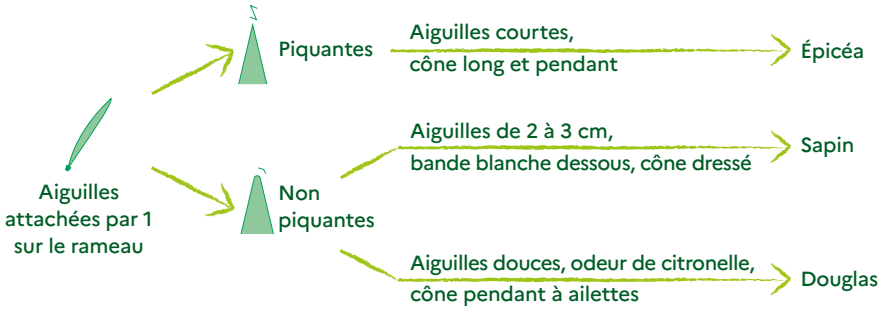 Aiguilles
attachées par 1
sur le rameau
Piquantes
Aiguilles courtes,
cône long et pendant
Épicéa
Non
piquantes
Aiguilles de 2 à 3 cm,
bande blanche dessous, cône dressé
Sapin
Aiguilles douces, odeur de citronelle,
cône pendant à ailettes
Douglas